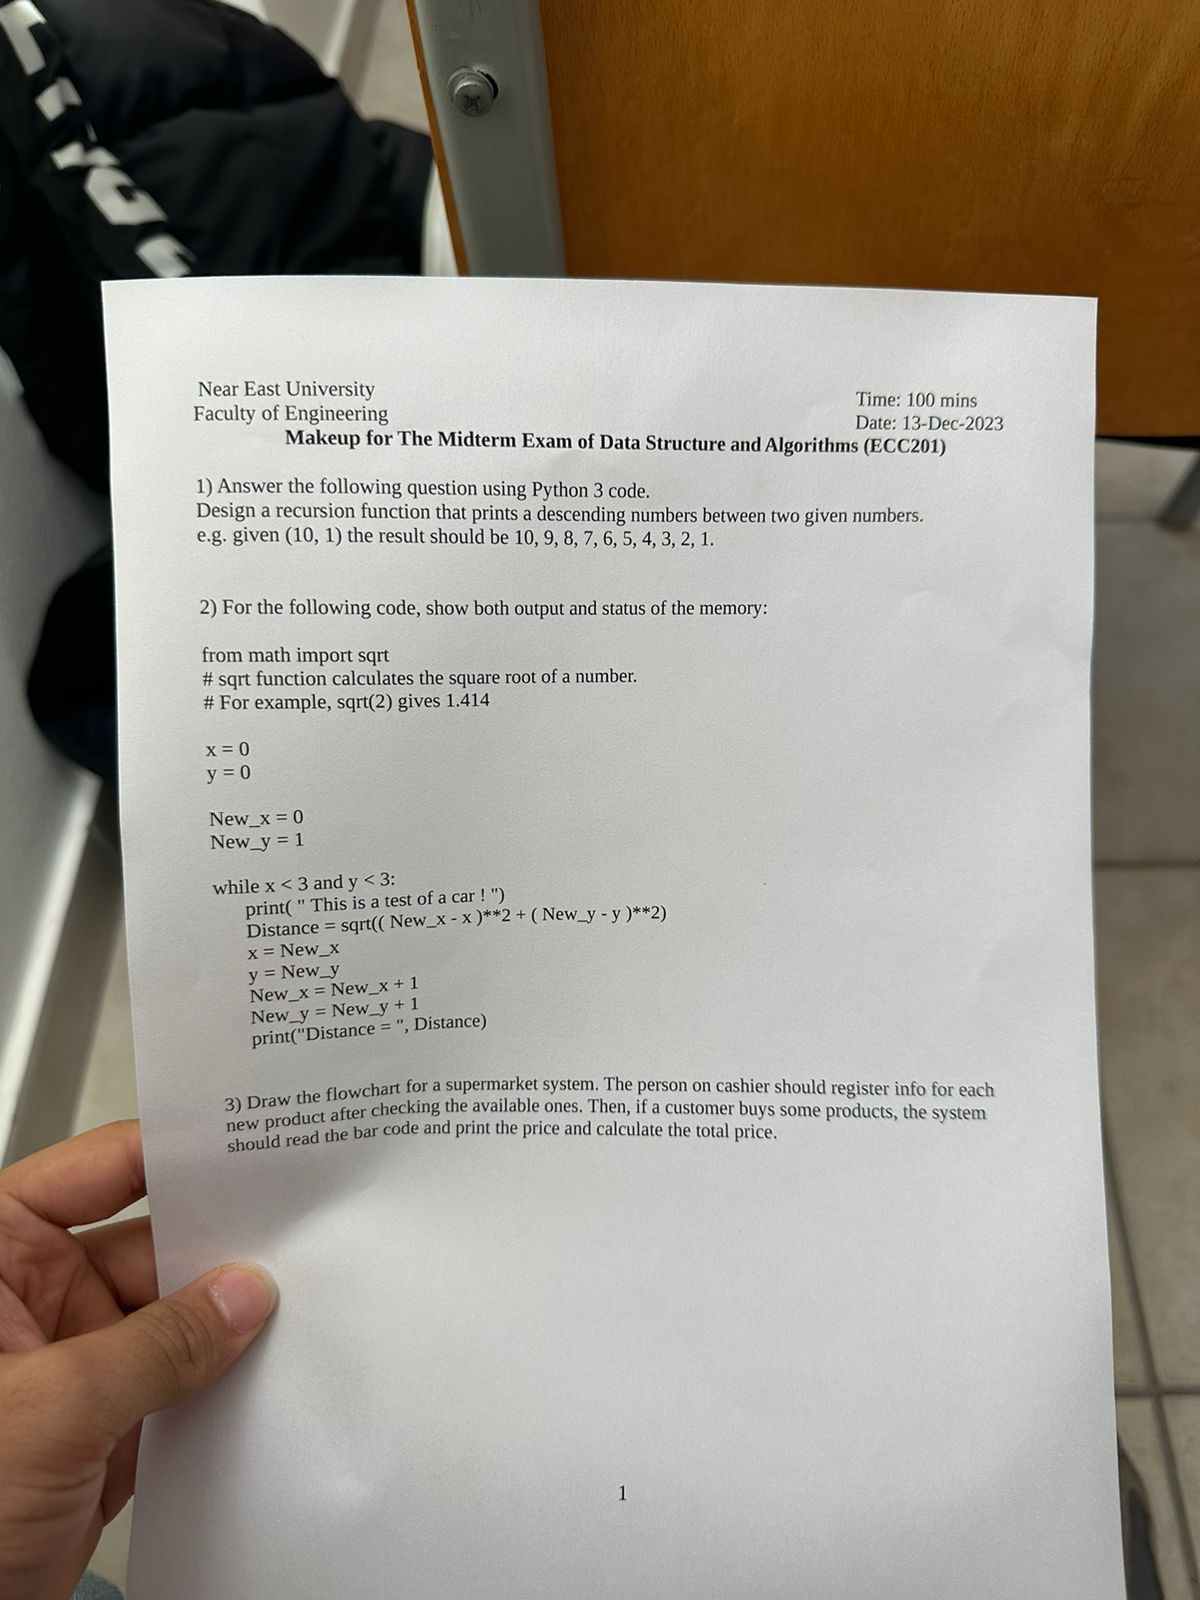 Near East University
Time: 100 mins
Faculty of Engineering
Date: 13-Dec-2023
Makeup for The Midterm Exam of Data Structure and Algorithms (ECC201)
1) Answer the following question using Python 3 code.
Design a recursion function that prints a descending numbers between two given numbers.
e.g. given (10, 1) the result should be 10, 9, 8, 7, 6, 5, 4, 3, 2, 1.
2) For the following code, show both output and status of the memory:
from math import sqrt
# sqrt function calculates the square root of a number.
# For example, sqrt(2) gives 1.414
x = 0
y = 0
New_x = 0
New_y = 1
while x < 3 and y < 3:
print( " This is a test of a car ! ")
Distance = sqrt(( New_x - x )**2 + ( New_y - y )**2)
x = New_x
y = New_y
New_x = New_x + 1
New_y = New_y + 1
print("Distance = ", Distance)
3) Draw the flowchart for a supermarket system. The person on cashier should register info for each
new product after checking the available ones. Then, if a customer buys some products, the system
should read the bar code and print the price and calculate the total price.
1